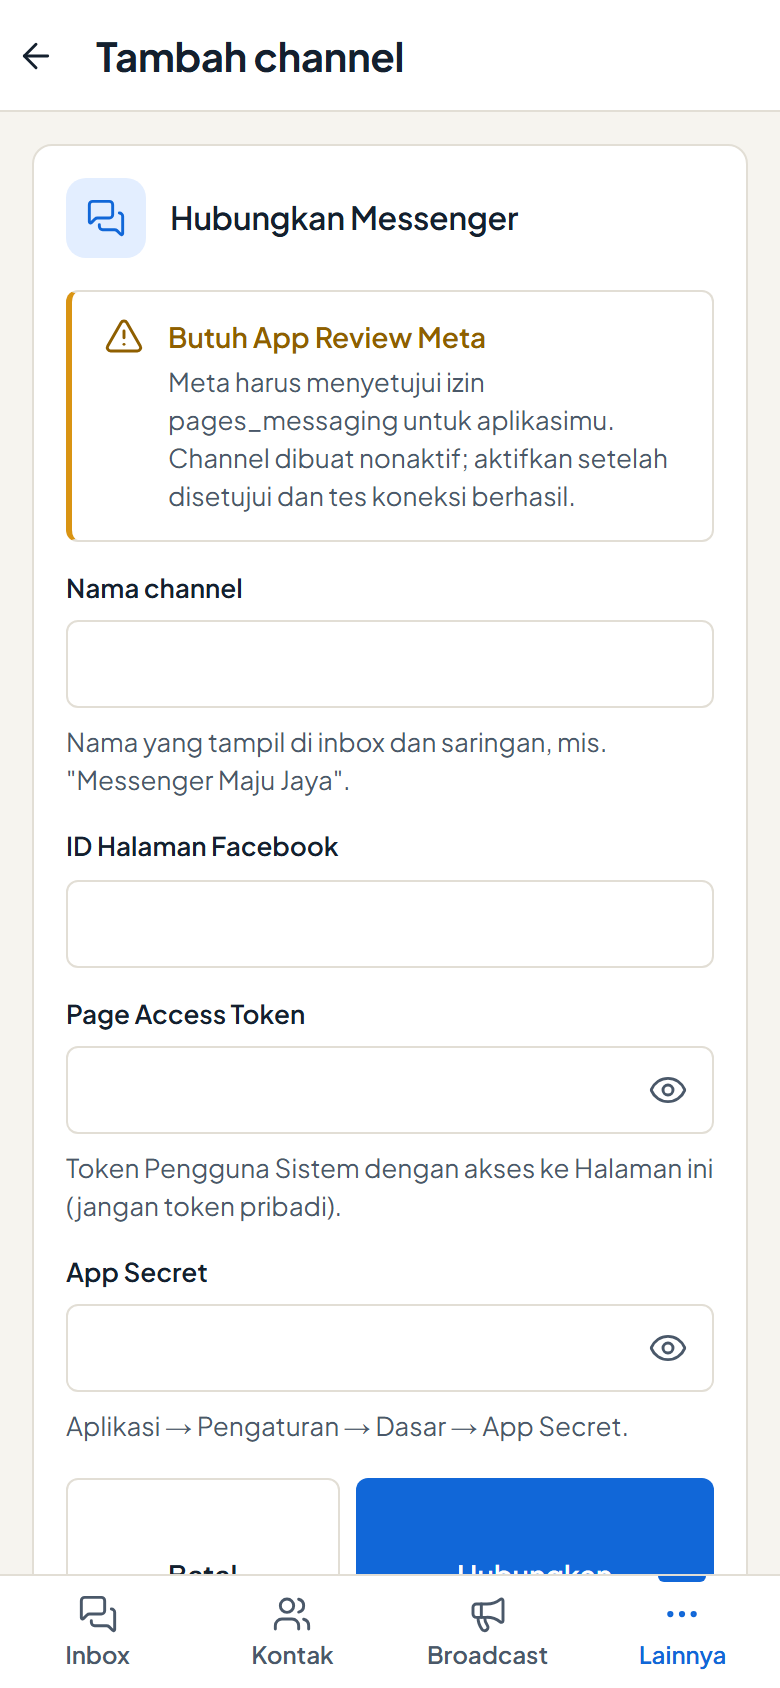 Tambah channel
Hubungkan Messenger
Butuh App Review Meta
Meta harus menyetujui izin
pages_messaging untuk aplikasimu.
Channel dibuat nonaktif; aktifkan setelah
disetujui dan tes koneksi berhasil.
Nama channel
Nama yang tampil di inbox dan saringan, mis.
"Messenger Maju Jaya".
ID Halaman Facebook
Page Access Token
Token Pengguna Sistem dengan akses ke Halaman ini
(jangan token pribadi).
App Secret
Aplikasi → Pengaturan → Dasar → App Secret.
Batal Hubungkan
Inbox Kontak Broadcast Lainnya